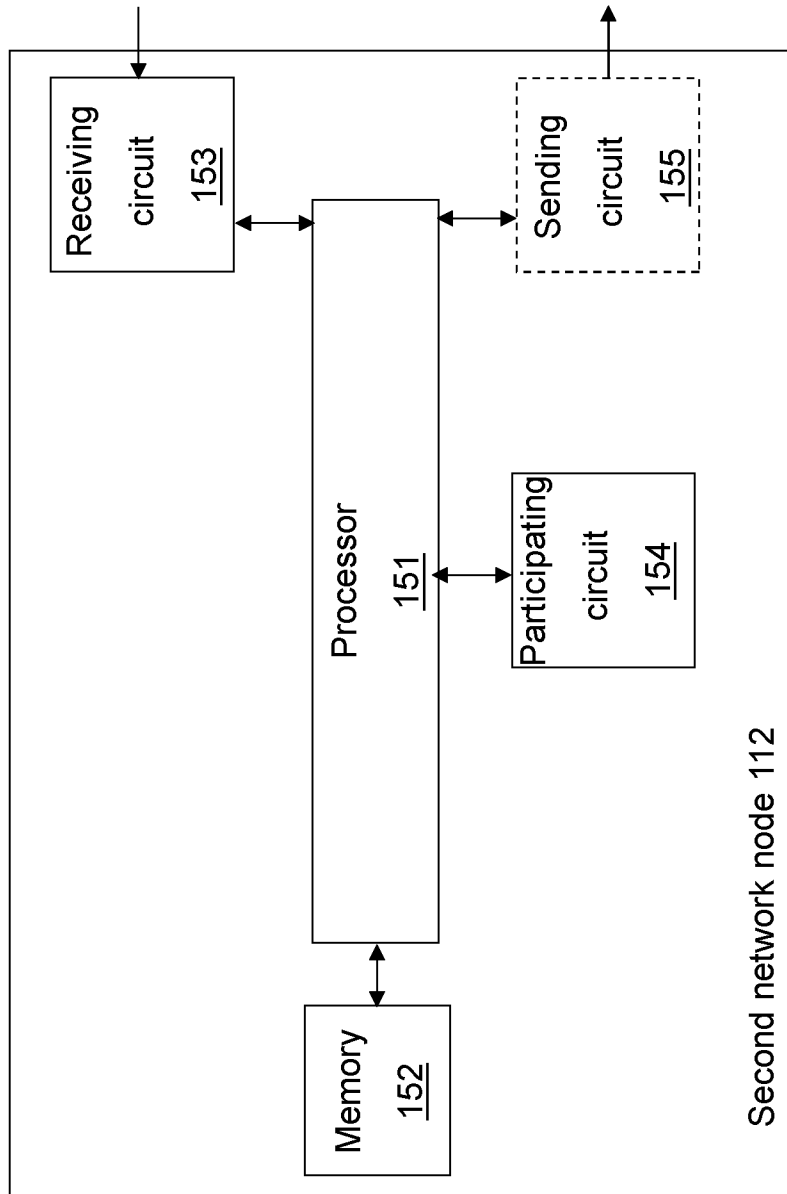 Receiving
circuit
153
Processor
151
Memory
152
Participating
circuit
154
Sending
circuit
155
Second network node 112